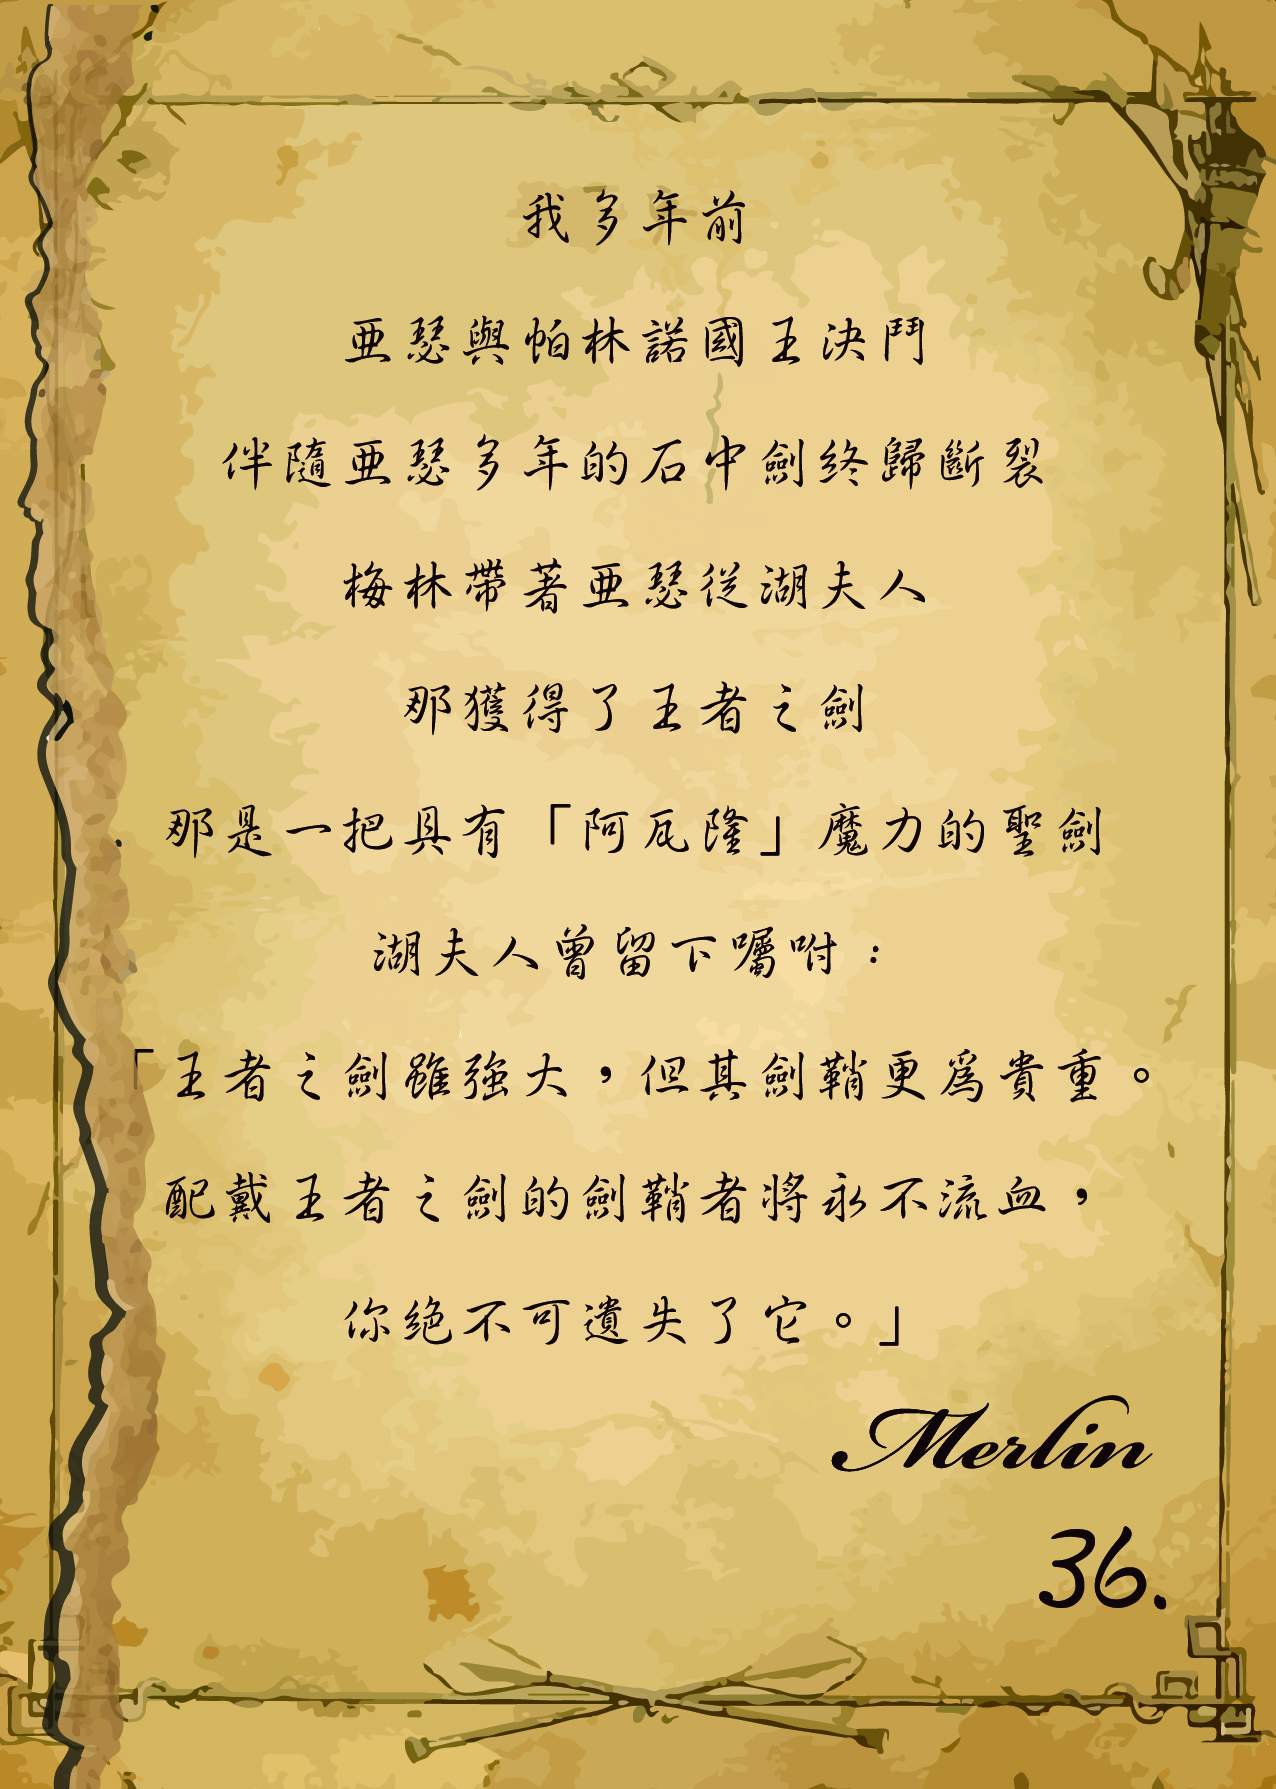 我多年前
亞瑟與帕林諾國王決鬥
伴隨亞瑟多年的石中劍終歸斷裂
梅林帶著亞瑟從湖夫人
那獲得了王者之劍
那是一把具有「阿瓦隆」魔力的聖劍
湖夫人曾留下囑咐：
「王者之劍雖強大，但其劍鞘更為貴重。
配戴王者之劍的劍鞘者將永不流血，
你絕不可遺失了它。」
Merlin
36.